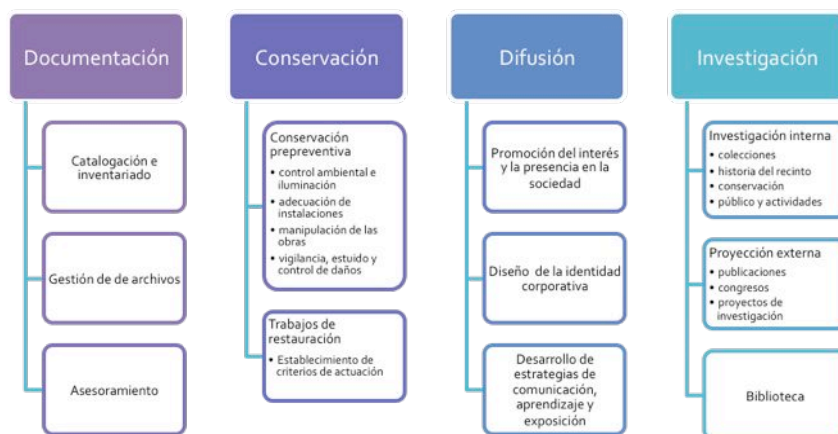 Documentación
Catalogación e
inventariado
Gestión de de archivos
Asesoramiento
Conservación
Conservación
prepreventiva
• control ambiental e
iluminación
• adecuación de
instalaciones
• manipulación de las
obras
• vigilancia, estuido y
control de daños
Trabajos de
restauración
• Establecimiento de
criterios de actuación
Difusión
Promoción del interés
y la presencia en la
sociedad
Diseño de la identidad
corporativa
Desarrollo de
estrategias de
comunicación,
aprendizaje y
exposición
Investigación
Investigación interna
• colecciones
• historia del recinto
• conservación
• público y actividades
Proyección externa
• publicaciones
• congresos
• proyectos de
investigación
Biblioteca